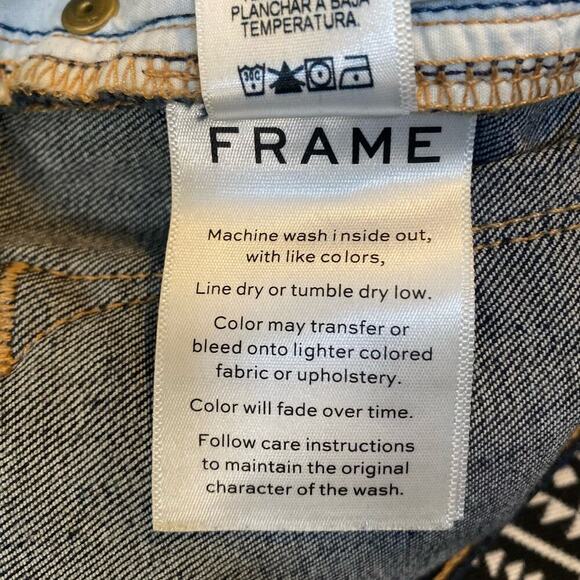 PLANCHAR A BAJA
TEMPERATURA.
30C
FRAME
Machine wash inside out,
with like colors,
Line dry or tumble dry low.
Color may transfer or
bleed onto lighter colored
fabric or upholstery.
Color will fade over time.
Follow care instructions
to maintain the original
character of the wash.